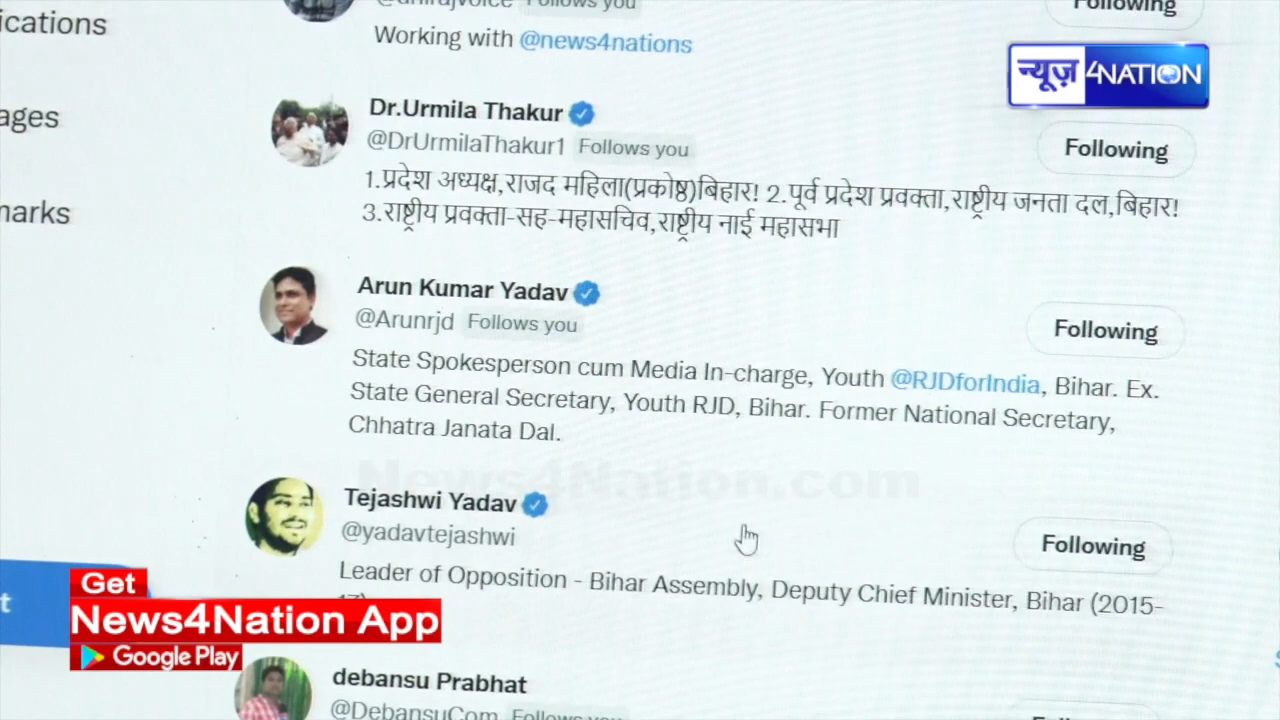 ications
@dhirajvoice Follows you
Following
Working with @news4nations
न्यूज़ 4NATION
ages
Dr.Urmila Thakur
@DrUrmilaThakur1 Follows you
Following
1.प्रदेश अध्यक्ष,राजद महिला(प्रकोष्ठ)बिहार! 2.पूर्व प्रदेश प्रवक्ता,राष्ट्रीय जनता दल,बिहार!
3.राष्ट्रीय प्रवक्ता-सह-महासचिव,राष्ट्रीय नाई महासभा
narks
Arun Kumar Yadav
@Arunrjd Follows you
Following
State Spokesperson cum Media In-charge, Youth @RJDforIndia, Bihar. Ex.
State General Secretary, Youth RJD, Bihar. Former National Secretary,
Chhatra Janata Dal.
News4Nation.com
Tejashwi Yadav
@yadavtejashwi
Following
Leader of Opposition - Bihar Assembly, Deputy Chief Minister, Bihar (2015-
t
Get
News4Nation App
Google Play
debansu Prabhat
@DebansuCom Follows you